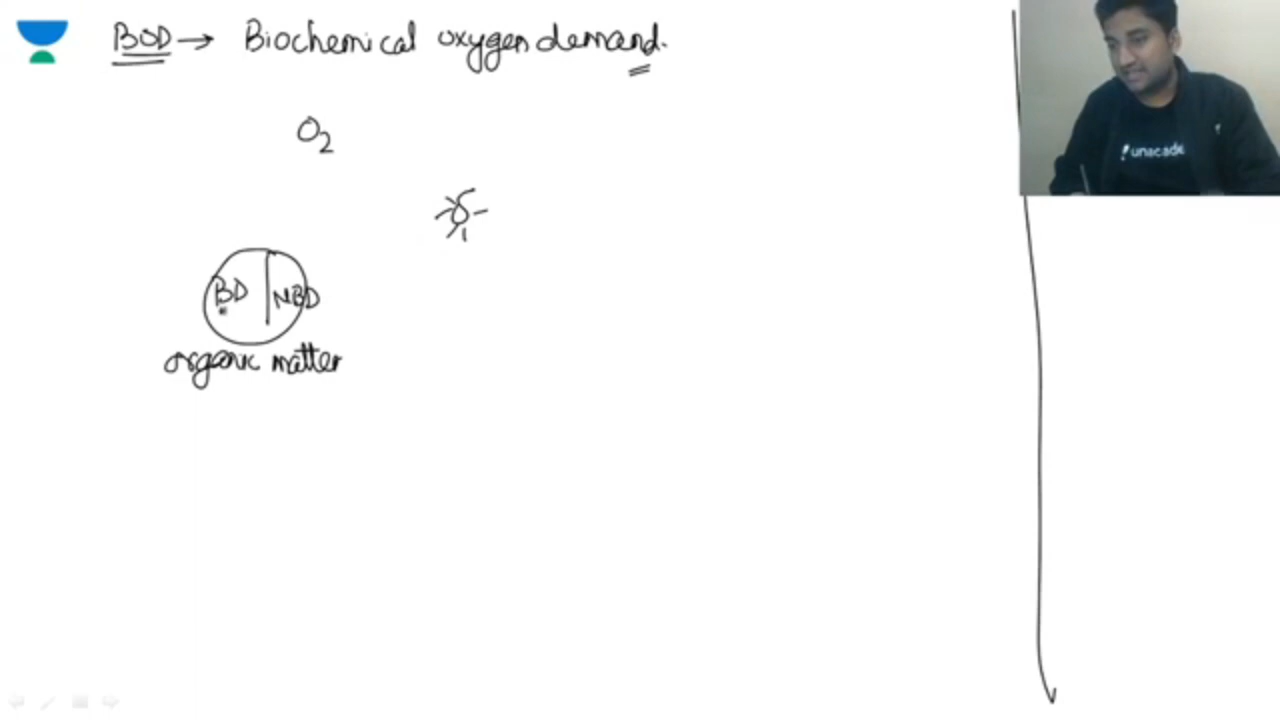 BOD → Biochemical oxygen demand.
O2
BD NBD
organic matter
unacade